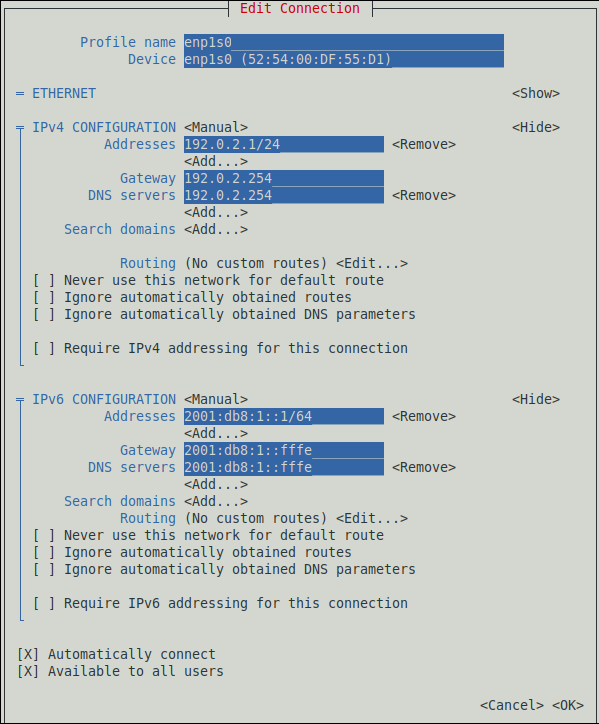 Edit Connection
Profile name enp1s0
Device enp1s0 (52:54:00:DF:55:D1)
= ETHERNET <Show>
IPv4 CONFIGURATION <Manual> <Hide>
Addresses 192.0.2.1/24 <Remove>
<Add...>
Gateway 192.0.2.254
DNS servers 192.0.2.254 <Remove>
<Add...>
Search domains <Add...>
Routing (No custom routes) <Edit...>
[ ] Never use this network for default route
[ ] Ignore automatically obtained routes
[ ] Ignore automatically obtained DNS parameters
[ ] Require IPv4 addressing for this connection
IPv6 CONFIGURATION <Manual> <Hide>
Addresses 2001:db8:1::1/64 <Remove>
<Add...>
Gateway 2001:db8:1::fffe
DNS servers 2001:db8:1::fffe <Remove>
<Add...>
Search domains <Add...>
Routing (No custom routes) <Edit...>
[ ] Never use this network for default route
[ ] Ignore automatically obtained routes
[ ] Ignore automatically obtained DNS parameters
[ ] Require IPv6 addressing for this connection
[X] Automatically connect
[X] Available to all users
<Cancel> <OK>